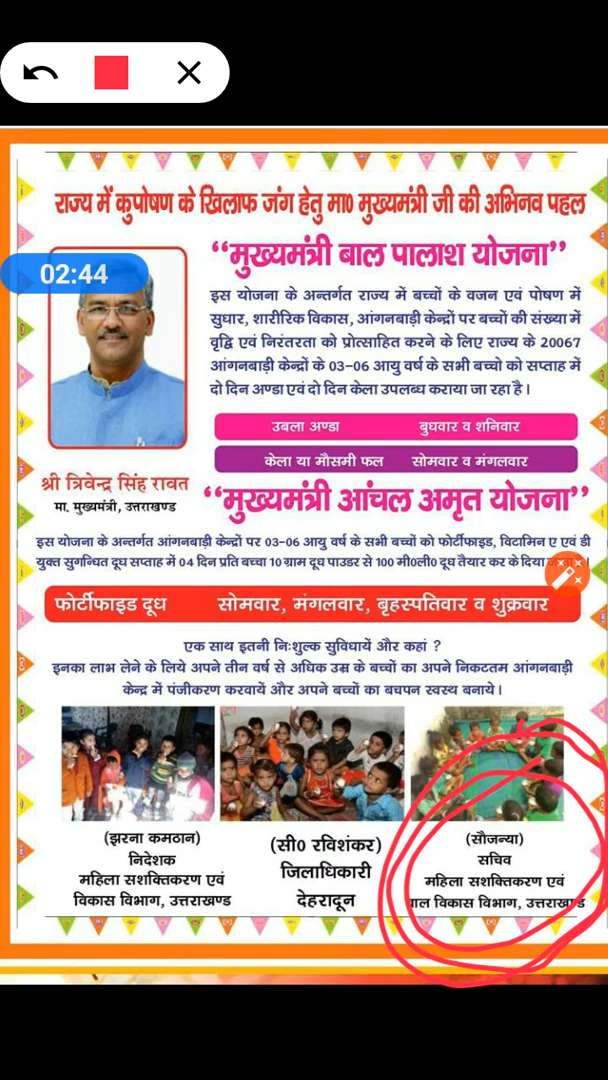 02:44
राज्य में कुपोषण के खिलाफ जंग हेतु मा0 मुख्यमंत्री जी की अभिनव पहल
“मुख्यमंत्री बाल पालाश योजना”
इस योजना के अन्तर्गत राज्य में बच्चों के वजन एवं पोषण में
सुधार, शारीरिक विकास, आंगनबाड़ी केन्द्रों पर बच्चों की संख्या में
वृद्वि एवं निरंतरता को प्रोत्साहित करने के लिए राज्य के 20067
आंगनबाड़ी केन्द्रों के 03-06 आयु वर्ष के सभी बच्चो को सप्ताह में
दो दिन अण्डा एवं दो दिन केला उपलब्ध कराया जा रहा है।
उबला अण्डा बुधवार व शनिवार
केला या मौसमी फल सोमवार व मंगलवार
श्री त्रिवेन्द्र सिंह रावत
मा. मुख्यमंत्री, उत्तराखण्ड
“मुख्यमंत्री आंचल अमृत योजना”
इस योजना के अन्तर्गत आंगनबाड़ी केन्द्रों पर 03-06 आयु वर्ष के सभी बच्चों को फोर्टीफाइड, विटामिन ए एवं डी
युक्त सुगन्धित दूध सप्ताह में 04 दिन प्रति बच्चा 10 ग्राम दूध पाउडर से 100 मी0ली0 दूध तैयार कर के दिया
फोर्टीफाइड दूध सोमवार, मंगलवार, बृहस्पतिवार व शुक्रवार
एक साथ इतनी निःशुल्क सुविधायें और कहां ?
इनका लाभ लेने के लिये अपने तीन वर्ष से अधिक उम्र के बच्चों का अपने निकटतम आंगनबाड़ी
केन्द्र में पंजीकरण करवायें और अपने बच्चों का बचपन स्वस्थ बनाये।
(झरना कमठान)
निदेशक
महिला सशक्तिकरण एवं
विकास विभाग, उत्तराखण्ड
(सी0 रविशंकर)
जिलाधिकारी
देहरादून
(सौजन्या)
सचिव
महिला सशक्तिकरण एवं
बाल विकास विभाग, उत्तराखण्ड